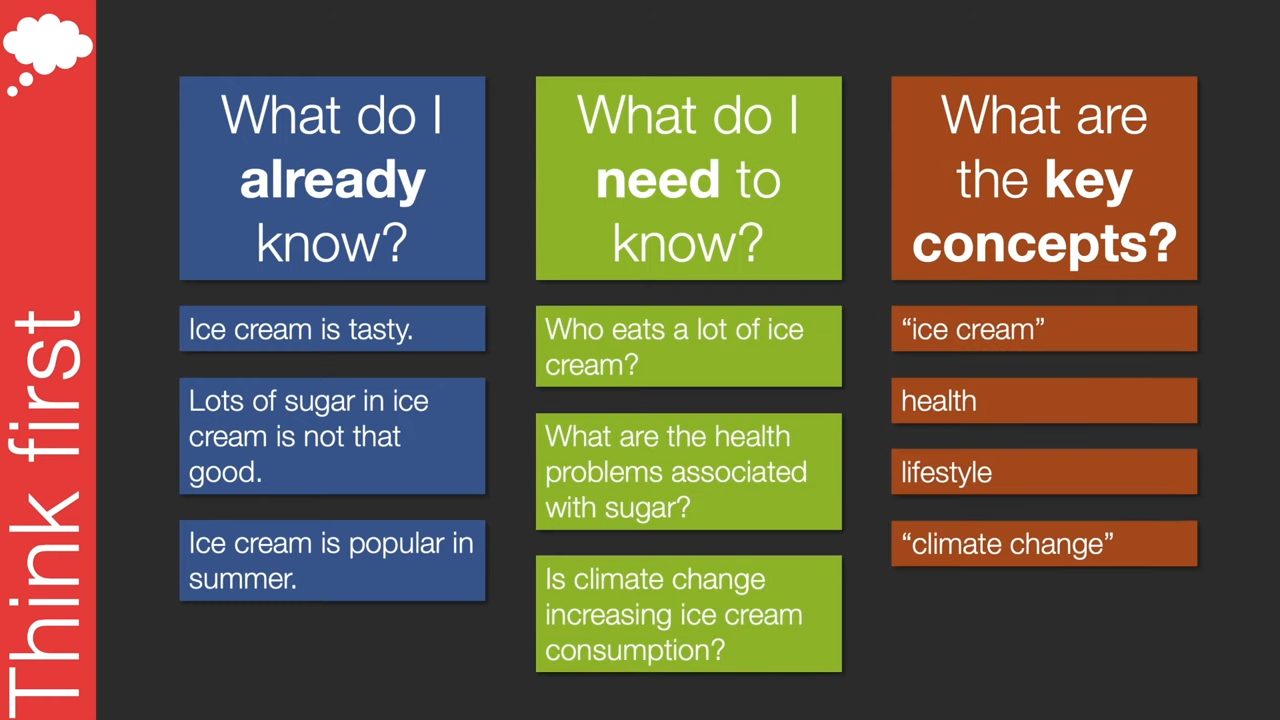 Think first
What do I
already
know?
Ice cream is tasty.
Lots of sugar in ice
cream is not that
good.
Ice cream is popular in
summer.
What do I
need to
know?
Who eats a lot of ice
cream?
What are the health
problems associated
with sugar?
Is climate change
increasing ice cream
consumption?
What are
the key
concepts?
“ice cream”
health
lifestyle
“climate change”